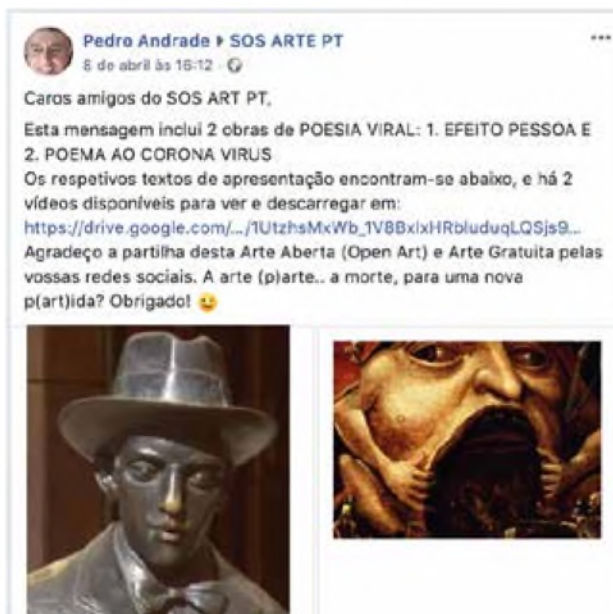 Pedro Andrade ▸ SOS ARTE PT
8 de abril às 16:12 ·
Caros amigos do SOS ART PT,
Esta mensagem inclui 2 obras de POESIA VIRAL: 1. EFEITO PESSOA E
2. POEMA AO CORONA VIRUS
Os respetivos textos de apresentação encontram-se abaixo, e há 2
vídeos disponíveis para ver e descarregar em:
https://drive.google.com/.../1UtzhsMxWb_1V8BxlxHRbluduqLQSjs9...
Agradeço a partilha desta Arte Aberta (Open Art) e Arte Gratuita pelas
vossas redes sociais. A arte (p)arte.. a morte, para uma nova
p(art)ida? Obrigado! 😉